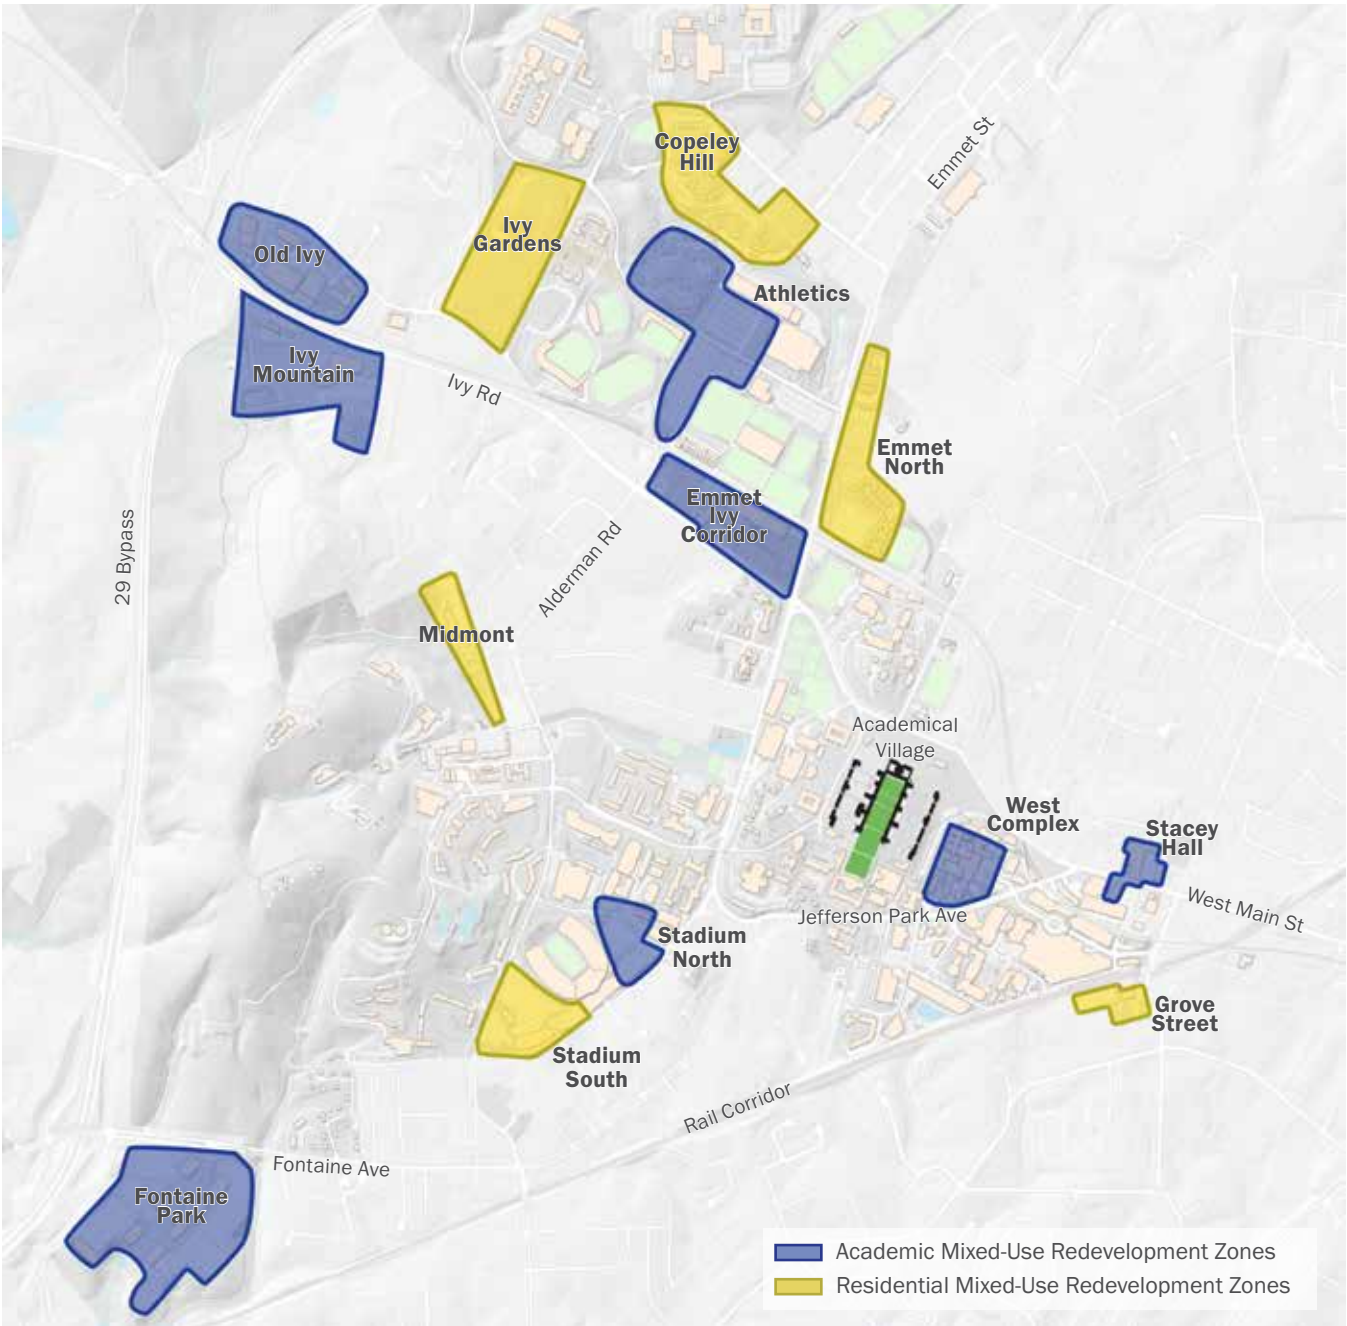 Copeley
Hill
Emmet St
Ivy
Gardens
Old Ivy
Athletics
Ivy
Mountain
Ivy Rd
Emmet
North
Emmet
Ivy
Corridor
29 Bypass
Alderman Rd
Midmont
Academical
Village
West
Complex
Stacey
Hall
West Main St
Jefferson Park Ave
Stadium
North
Grove
Street
Stadium
South
Rail Corridor
Fontaine Ave
Fontaine
Park
Academic Mixed-Use Redevelopment Zones
Residential Mixed-Use Redevelopment Zones